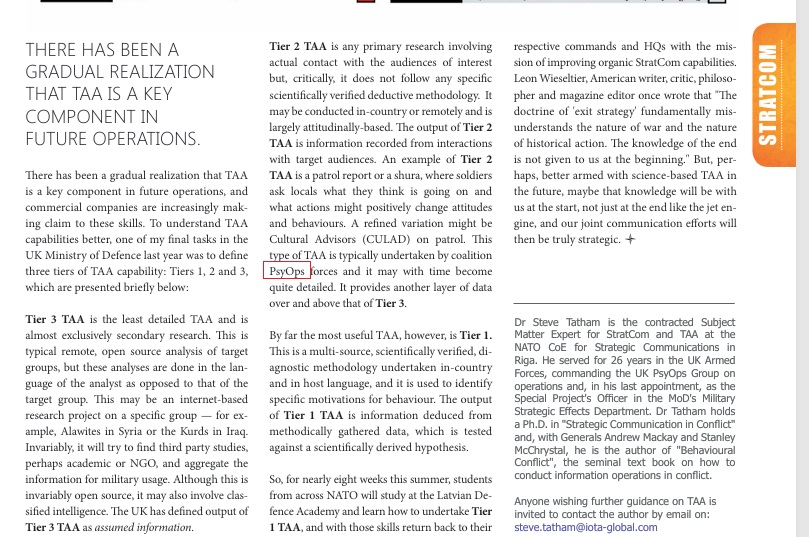 THERE HAS BEEN A
GRADUAL REALIZATION
THAT TAA IS A KEY
COMPONENT IN
FUTURE OPERATIONS.
There has been a gradual realization that TAA
is a key component in future operations, and
commercial companies are increasingly mak-
ing claim to these skills. To understand TAA
capabilities better, one of my final tasks in the
UK Ministry of Defence last year was to define
three tiers of TAA capability: Tiers 1, 2 and 3,
which are presented briefly below:
Tier 3 TAA is the least detailed TAA and is
almost exclusively secondary research. This is
typical remote, open source analysis of target
groups, but these analyses are done in the lan-
guage of the analyst as opposed to that of the
target group. This may be an internet-based
research project on a specific group — for ex-
ample, Alawites in Syria or the Kurds in Iraq.
Invariably, it will try to find third party studies,
perhaps academic or NGO, and aggregate the
information for military usage. Although this is
invariably open source, it may also involve clas-
sified intelligence. The UK has defined output of
Tier 3 TAA as assumed information.
Tier 2 TAA is any primary research involving
actual contact with the audiences of interest
but, critically, it does not follow any specific
scientifically verified deductive methodology. It
may be conducted in-country or remotely and is
largely attitudinally-based. The output of Tier 2
TAA is information recorded from interactions
with target audiences. An example of Tier 2
TAA is a patrol report or a shura, where soldiers
ask locals what they think is going on and
what actions might positively change attitudes
and behaviours. A refined variation might be
Cultural Advisors (CULAD) on patrol. This
type of TAA is typically undertaken by coalition
PsyOps forces and it may with time become
quite detailed. It provides another layer of data
over and above that of Tier 3.
By far the most useful TAA, however, is Tier 1.
This is a multi-source, scientifically verified, di-
agnostic methodology undertaken in-country
and in host language, and it is used to identify
specific motivations for behaviour. The output
of Tier 1 TAA is information deduced from
methodically gathered data, which is tested
against a scientifically derived hypothesis.
So, for nearly eight weeks this summer, students
from across NATO will study at the Latvian De-
fence Academy and learn how to undertake Tier
1 TAA, and with those skills return back to their
respective commands and HQs with the mis-
sion of improving organic StratCom capabilities.
Leon Wieseltier, American writer, critic, philoso-
pher and magazine editor once wrote that "The
doctrine of 'exit strategy' fundamentally mis-
understands the nature of war and the nature
of historical action. The knowledge of the end
is not given to us at the beginning." But, per-
haps, better armed with science-based TAA in
the future, maybe that knowledge will be with
us at the start, not just at the end like the jet en-
gine, and our joint communication efforts will
then be truly strategic.
Dr Steve Tatham is the contracted Subject
Matter Expert for StratCom and TAA at the
NATO CoE for Strategic Communications in
Riga. He served for 26 years in the UK Armed
Forces, commanding the UK PsyOps Group on
operations and, in his last appointment, as the
Special Project's Officer in the MoD's Military
Strategic Effects Department. Dr Tatham holds
a Ph.D. in "Strategic Communication in Conflict"
and, with Generals Andrew Mackay and Stanley
McChrystal, he is the author of "Behavioural
Conflict", the seminal text book on how to
conduct information operations in conflict.
Anyone wishing further guidance on TAA is
invited to contact the author by email on:
steve.tatham@iota-global.com
STRATCOM